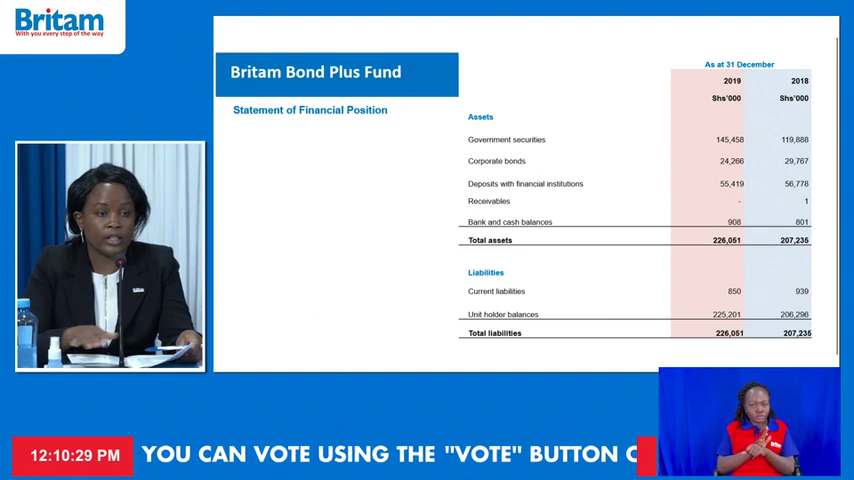 Britam
With you every step of the way
Britam Bond Plus Fund
Statement of Financial Position
As at 31 December
2019 2018
Shs'000 Shs'000
Assets
Government securities 145,458 119,888
Corporate bonds 24,266 29,767
Deposits with financial institutions 55,419 56,778
Receivables - 1
Bank and cash balances 908 801
Total assets 226,051 207,235
Liabilities
Current liabilities 850 939
Unit holder balances 225,201 206,296
Total liabilities 226,051 207,235
12:10:29 PM YOU CAN VOTE USING THE "VOTE" BUTTON